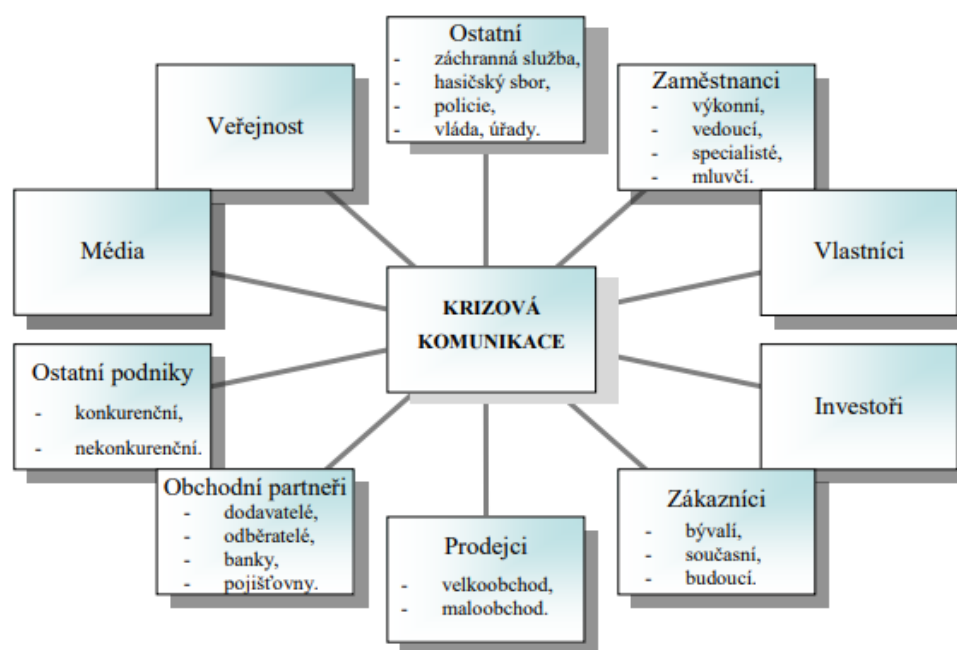 Ostatní
- záchranná služba,
- hasičský sbor,
- policie,
- vláda, úřady.
Zaměstnanci
- výkonní,
- vedoucí,
- specialisté,
- mluvčí.
Veřejnost
Média
Vlastníci
KRIZOVÁ
KOMUNIKACE
Ostatní podniky
- konkurenční,
- nekonkurenční.
Investoři
Obchodní partneři
- dodavatelé,
- odběratelé,
- banky,
- pojišťovny.
Prodejci
- velkoobchod,
- maloobchod.
Zákazníci
- bývalí,
- současní,
- budoucí.